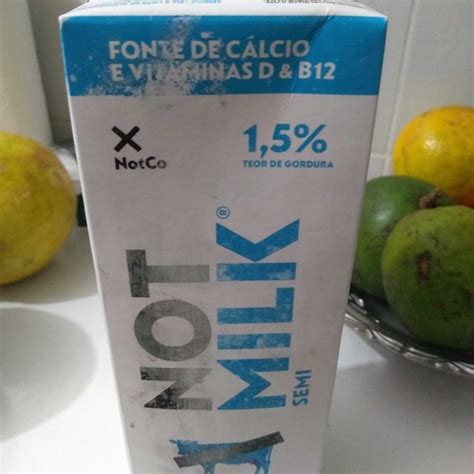 FONTE DE CÁLCIO
E VITAMINAS D & B12
NotCo
1,5%
TEOR DE GORDURA
NOT
MILK®
SEMI